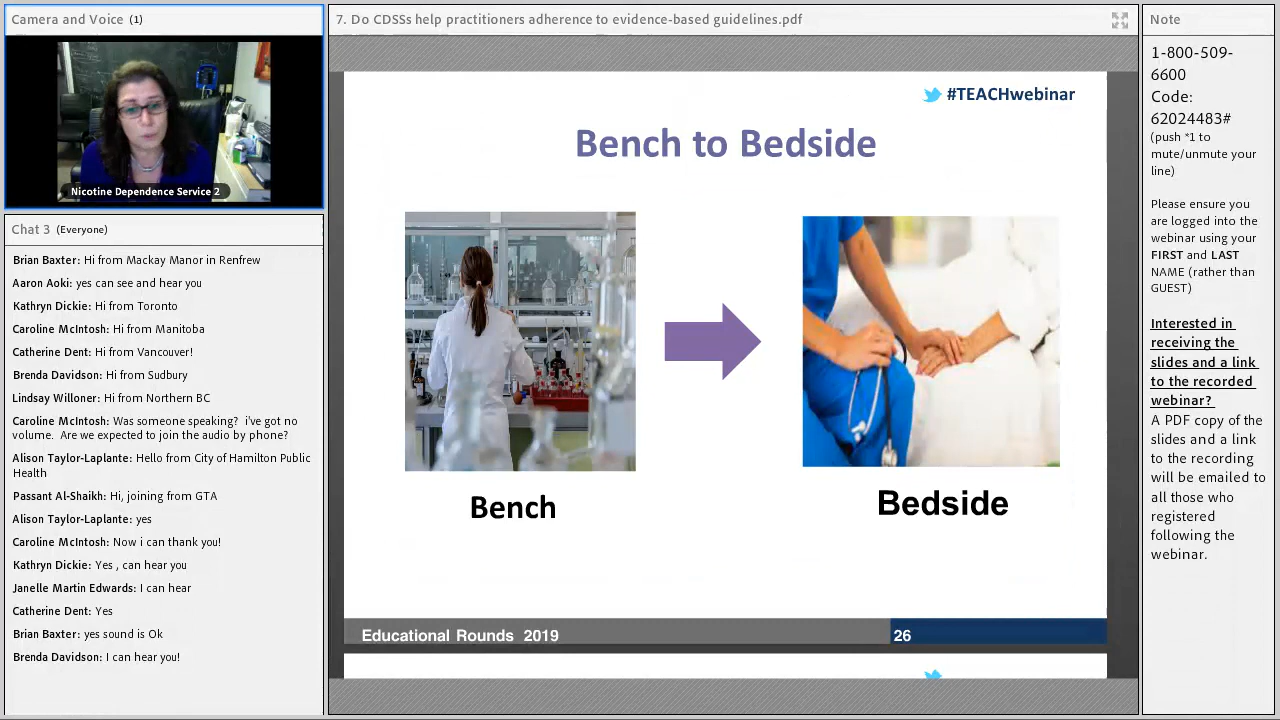 Camera and Voice (1)
Nicotine Dependence Service 2
Chat 3 (Everyone)
Brian Baxter: Hi from Mackay Manor in Renfrew
Aaron Aoki: yes can see and hear you
Kathryn Dickie: Hi from Toronto
Caroline McIntosh: Hi from Manitoba
Catherine Dent: Hi from Vancouver!
Brenda Davidson: Hi from Sudbury
Lindsay Willoner: Hi from Northern BC
Caroline McIntosh: Was someone speaking? i've got no
volume. Are we expected to join the audio by phone?
Alison Taylor-Laplante: Hello from City of Hamilton Public
Health
Passant Al-Shaikh: Hi, joining from GTA
Alison Taylor-Laplante: yes
Caroline McIntosh: Now i can thank you!
Kathryn Dickie: Yes , can hear you
Janelle Martin Edwards: I can hear
Catherine Dent: Yes
Brian Baxter: yes sound is Ok
Brenda Davidson: I can hear you!
7. Do CDSSs help practitioners adherence to evidence-based guidelines.pdf
#TEACHwebinar
Bench to Bedside
Bench
Bedside
Educational Rounds 2019
26
Note
1-800-509-
6600
Code:
62024483#
(push *1 to
mute/unmute your
line)
Please ensure you
are logged into the
webinar using your
FIRST and LAST
NAME (rather than
GUEST)
Interested in
receiving the
slides and a link
to the recorded
webinar?
A PDF copy of the
slides and a link
to the recording
will be emailed to
all those who
registered
following the
webinar.